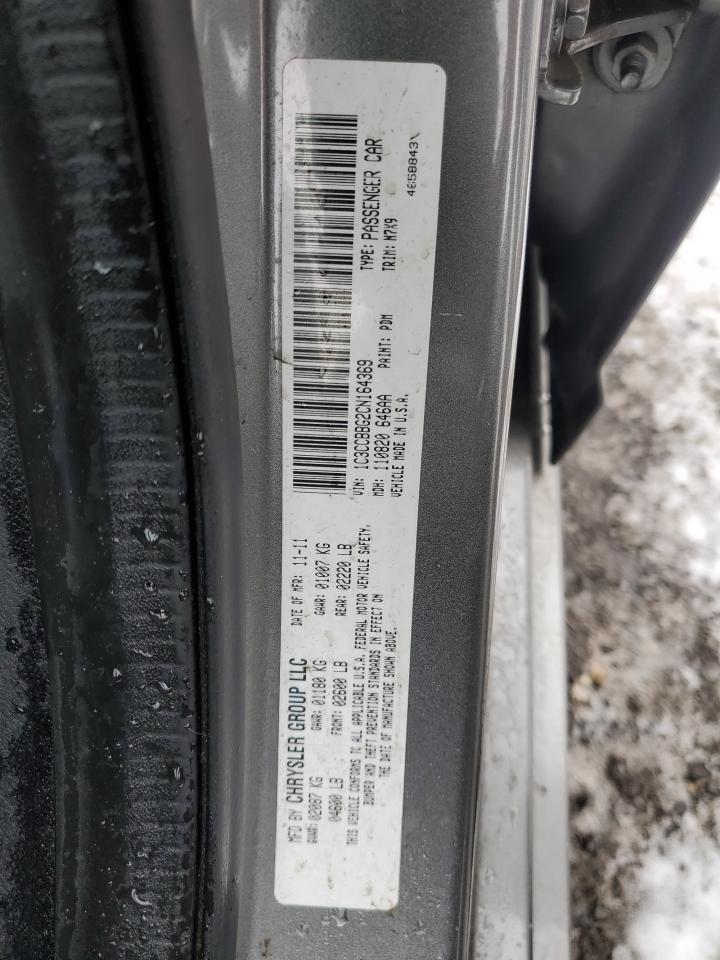 MFD BY CHRYSLER GROUP LLC
DATE OF MFR: 11-11
GVWR: 02087 KG
GAWR: 01180 KG
GAWR: 01007 KG
04600 LB
FRONT: 02600 LB
REAR: 02220 LB
THIS VEHICLE CONFORMS TO ALL APPLICABLE U.S.A. FEDERAL MOTOR VEHICLE SAFETY,
BUMPER AND THEFT PREVENTION STANDARDS IN EFFECT ON
THE DATE OF MANUFACTURE SHOWN ABOVE.
VIN: 1C3CCBBG2CN164369
TYPE: PASSENGER CAR
MDH: 110820 646AA
PAINT: PDM
TRIM: M7X9
VEHICLE MADE IN U.S.A.
4658843